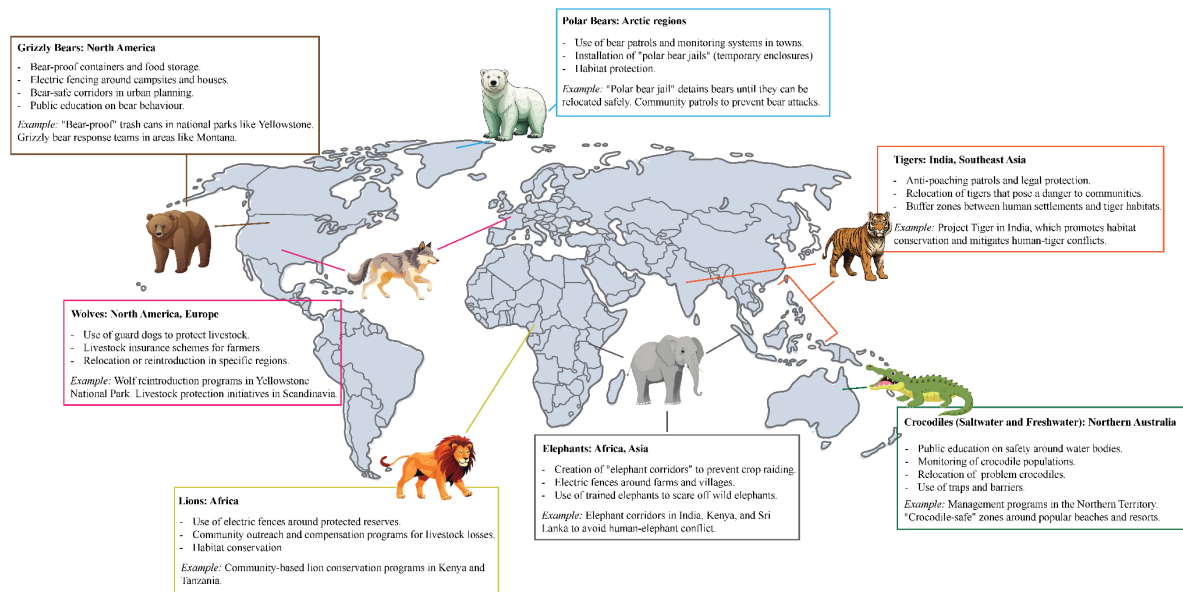 Polar Bears: Arctic regions
- Use of bear patrols and monitoring systems in towns.
- Installation of "polar bear jails" (temporary enclosures)
- Habitat protection.
Example: "Polar bear jail" detains bears until they can be
relocated safely. Community patrols to prevent bear attacks.
Grizzly Bears: North America
- Bear-proof containers and food storage.
- Electric fencing around campsites and houses.
- Bear-safe corridors in urban planning.
- Public education on bear behaviour.
Example: "Bear-proof" trash cans in national parks like Yellowstone.
Grizzly bear response teams in areas like Montana.
Tigers: India, Southeast Asia
- Anti-poaching patrols and legal protection.
- Relocation of tigers that pose a danger to communities.
- Buffer zones between human settlements and tiger habitats.
Example: Project Tiger in India, which promotes habitat
conservation and mitigates human-tiger conflicts.
Wolves: North America, Europe
- Use of guard dogs to protect livestock.
- Livestock insurance schemes for farmers.
- Relocation or reintroduction in specific regions.
Example: Wolf reintroduction programs in Yellowstone
National Park. Livestock protection initiatives in Scandinavia.
Crocodiles (Saltwater and Freshwater): Northern Australia
- Public education on safety around water bodies.
- Monitoring of crocodile populations.
- Relocation of problem crocodiles.
- Use of traps and barriers.
Example: Management programs in the Northern Territory.
"Crocodile-safe" zones around popular beaches and resorts.
Elephants: Africa, Asia
- Creation of "elephant corridors" to prevent crop raiding.
- Electric fences around farms and villages.
- Use of trained elephants to scare off wild elephants.
Example: Elephant corridors in India, Kenya, and Sri
Lanka to avoid human-elephant conflict.
Lions: Africa
- Use of electric fences around protected reserves.
- Community outreach and compensation programs for livestock losses.
- Habitat conservation
Example: Community-based lion conservation programs in Kenya and
Tanzania.